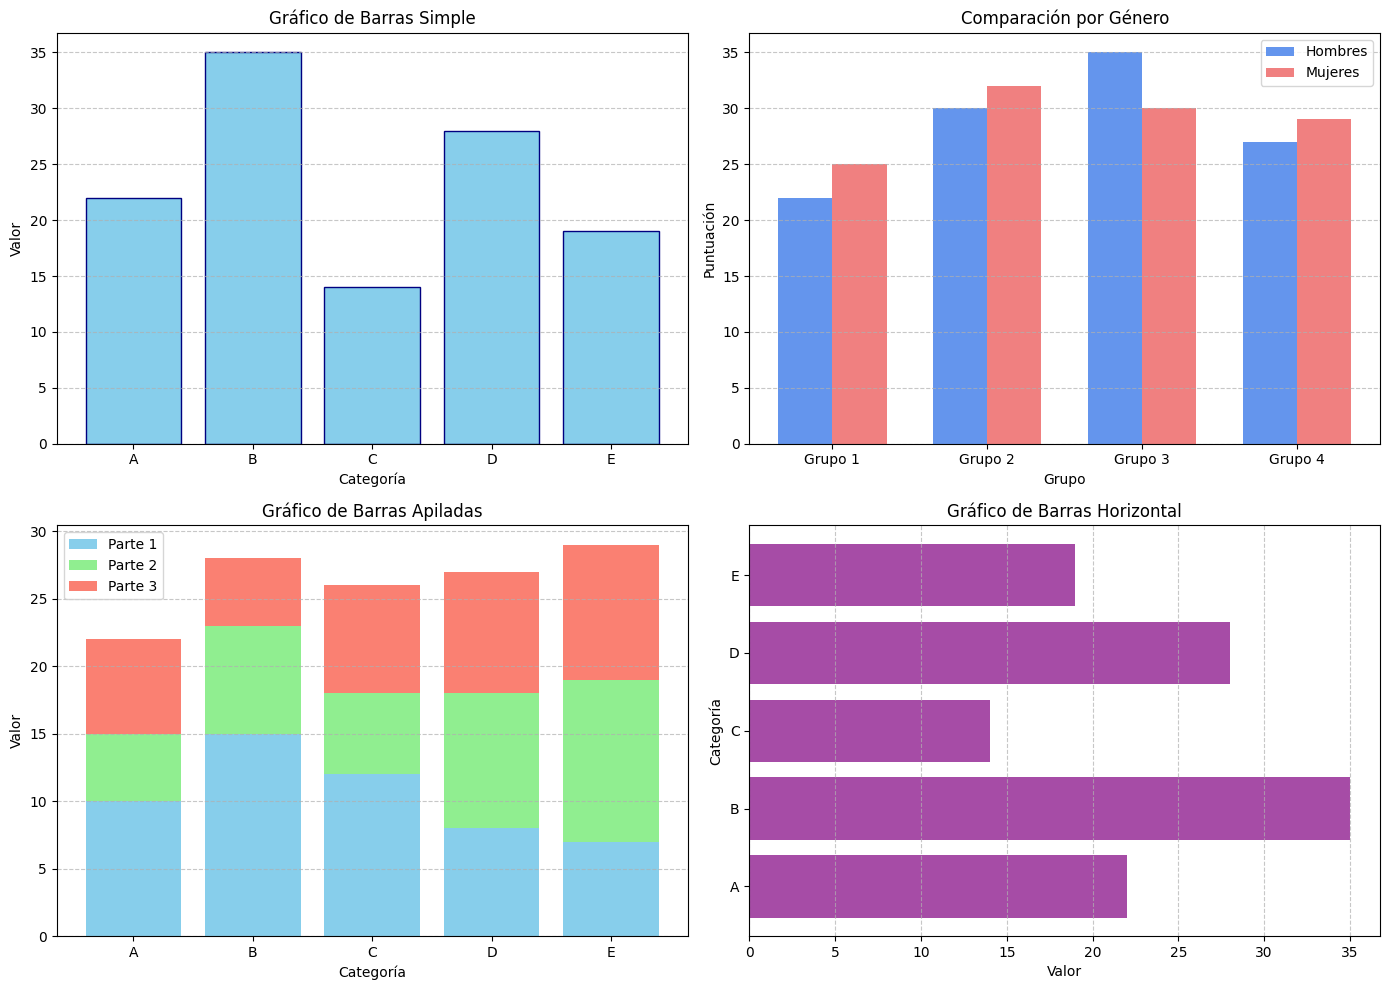 Gráfico de Barras Simple
Valor
35
30
25
20
15
10
5
0
A B C D E
Categoría
Comparación por Género
Puntuación
35
30
25
20
15
10
5
0
Hombres
Mujeres
Grupo 1 Grupo 2 Grupo 3 Grupo 4
Grupo
Gráfico de Barras Apiladas
Valor
30
25
20
15
10
5
0
Parte 1
Parte 2
Parte 3
A B C D E
Categoría
Gráfico de Barras Horizontal
Categoría
E
D
C
B
A
0 5 10 15 20 25 30 35
Valor